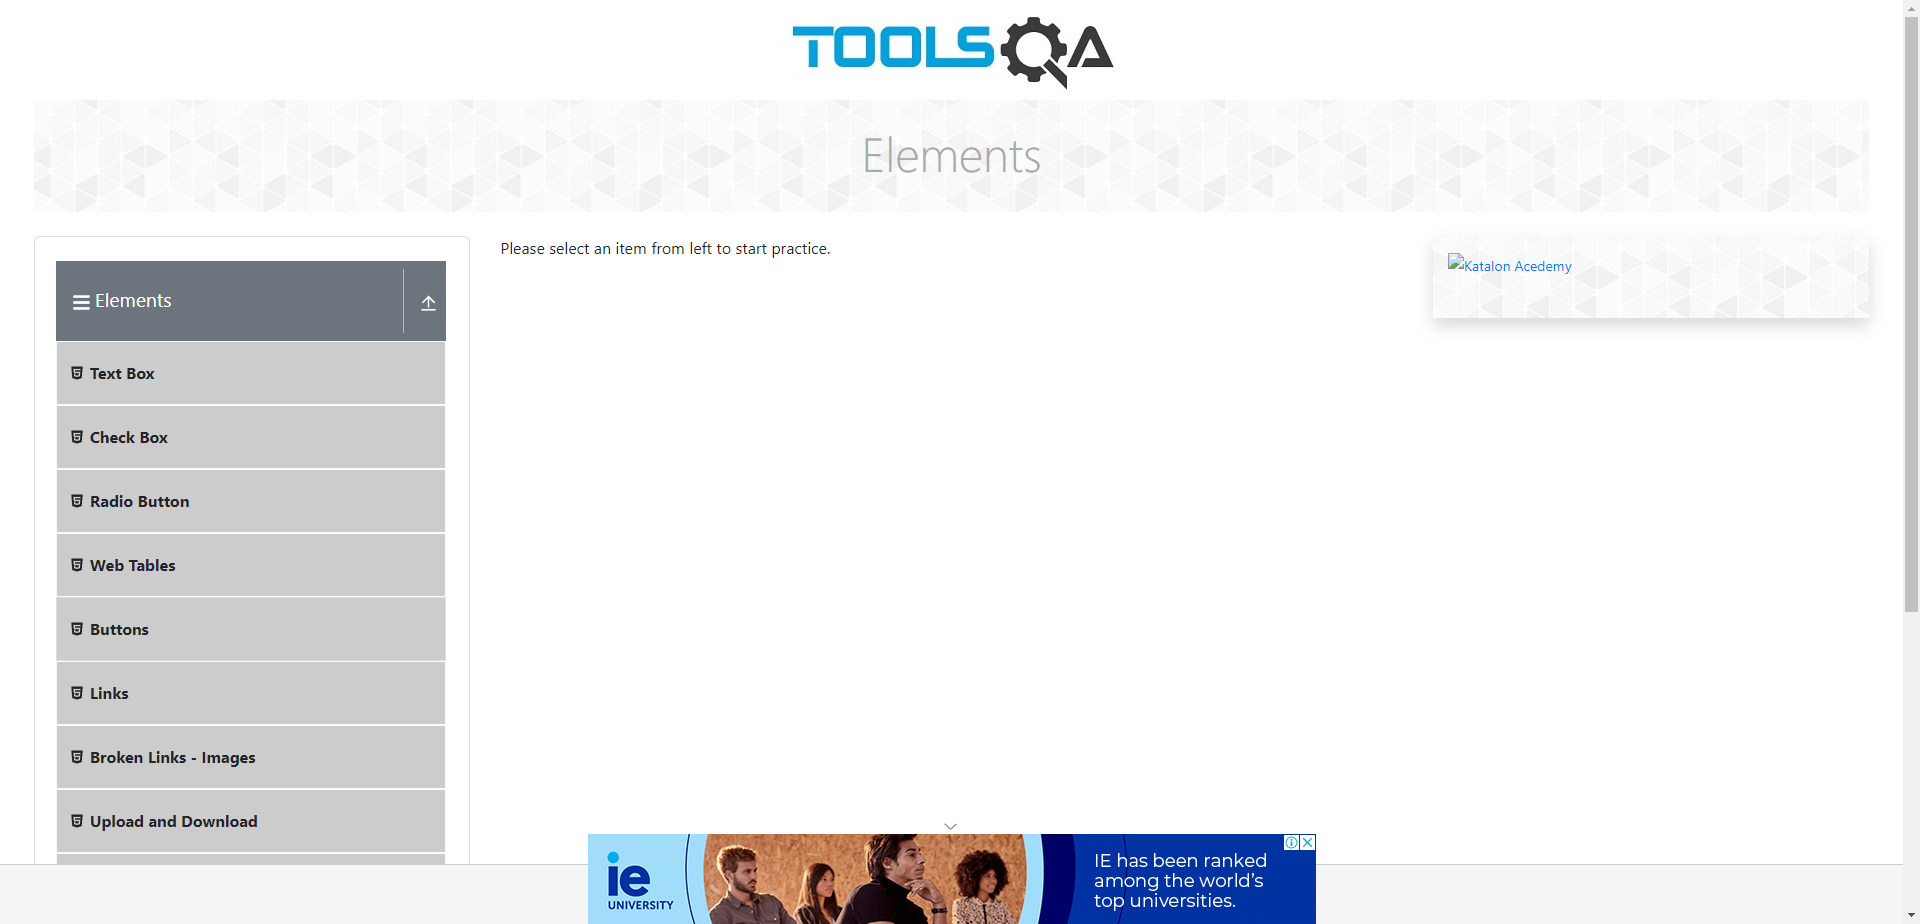 TOOLSQA
Elements
Elements
Text Box
Check Box
Radio Button
Web Tables
Buttons
Links
Broken Links - Images
Upload and Download
Please select an item from left to start practice.
Katalon Acedemy
ie
UNIVERSITY
IE has been ranked
among the world's
top universities.